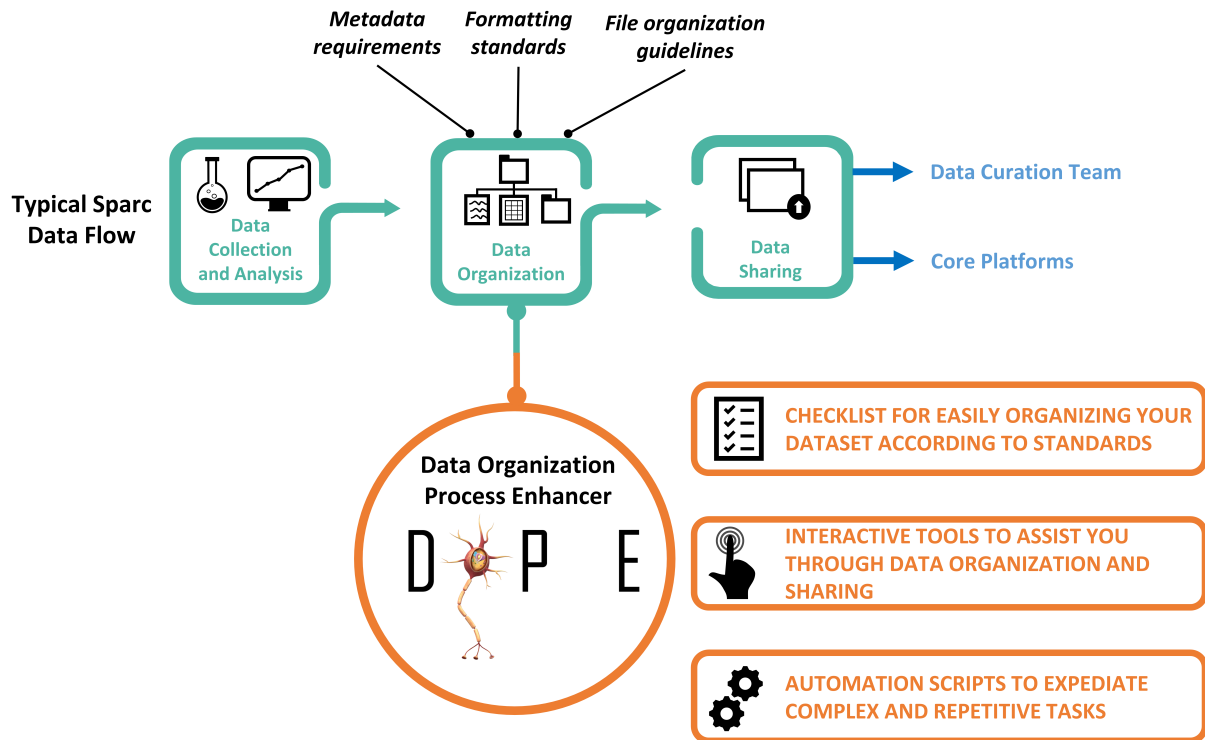 Metadata
requirements
Formatting
standards
File organization
guidelines
Typical Sparc
Data Flow
Data
Collection
and Analysis
Data
Organization
Data
Sharing
Data Curation Team
Core Platforms
Data Organization
Process Enhancer
D P E
CHECKLIST FOR EASILY ORGANIZING YOUR
DATASET ACCORDING TO STANDARDS
INTERACTIVE TOOLS TO ASSIST YOU
THROUGH DATA ORGANIZATION AND
SHARING
AUTOMATION SCRIPTS TO EXPEDIATE
COMPLEX AND REPETITIVE TASKS